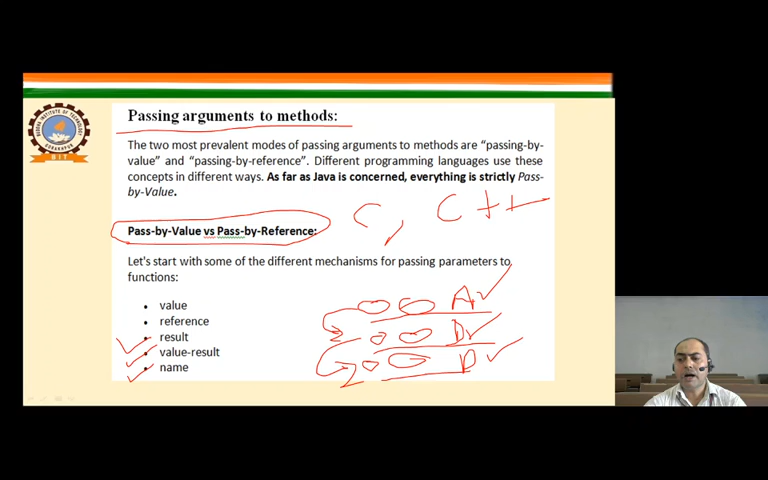 Passing arguments to methods:
The two most prevalent modes of passing arguments to methods are “passing-by-
value” and “passing-by-reference”. Different programming languages use these
concepts in different ways. As far as Java is concerned, everything is strictly Pass-
by-Value.
C, C++
Pass-by-Value vs Pass-by-Reference:
Let's start with some of the different mechanisms for passing parameters to
functions:
• value
• reference
• result
• value-result
• name
A
D
D
BIT